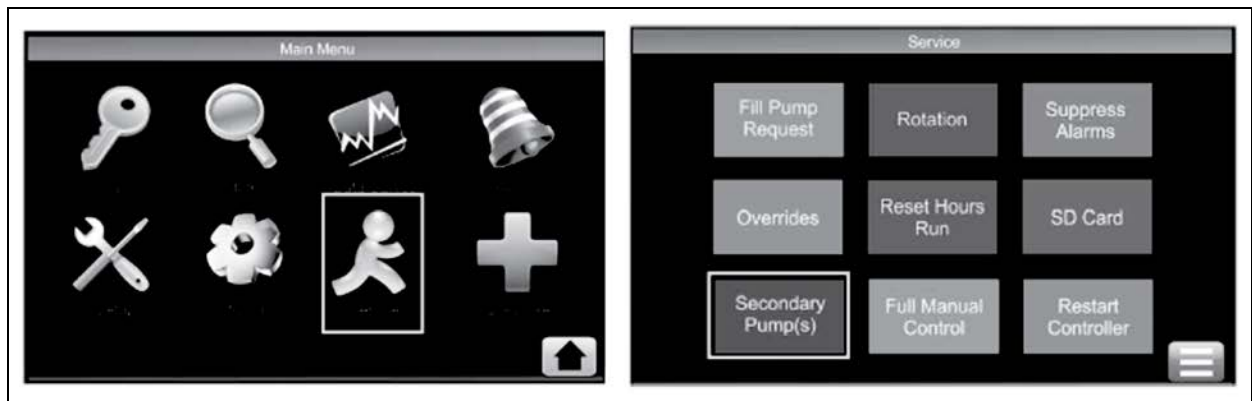 Main Menu
Service
Fill Pump
Request
Rotation
Suppress
Alarms
Overrides
Reset Hours
Run
SD Card
Secondary
Pump(s)
Full Manual
Control
Restart
Controller